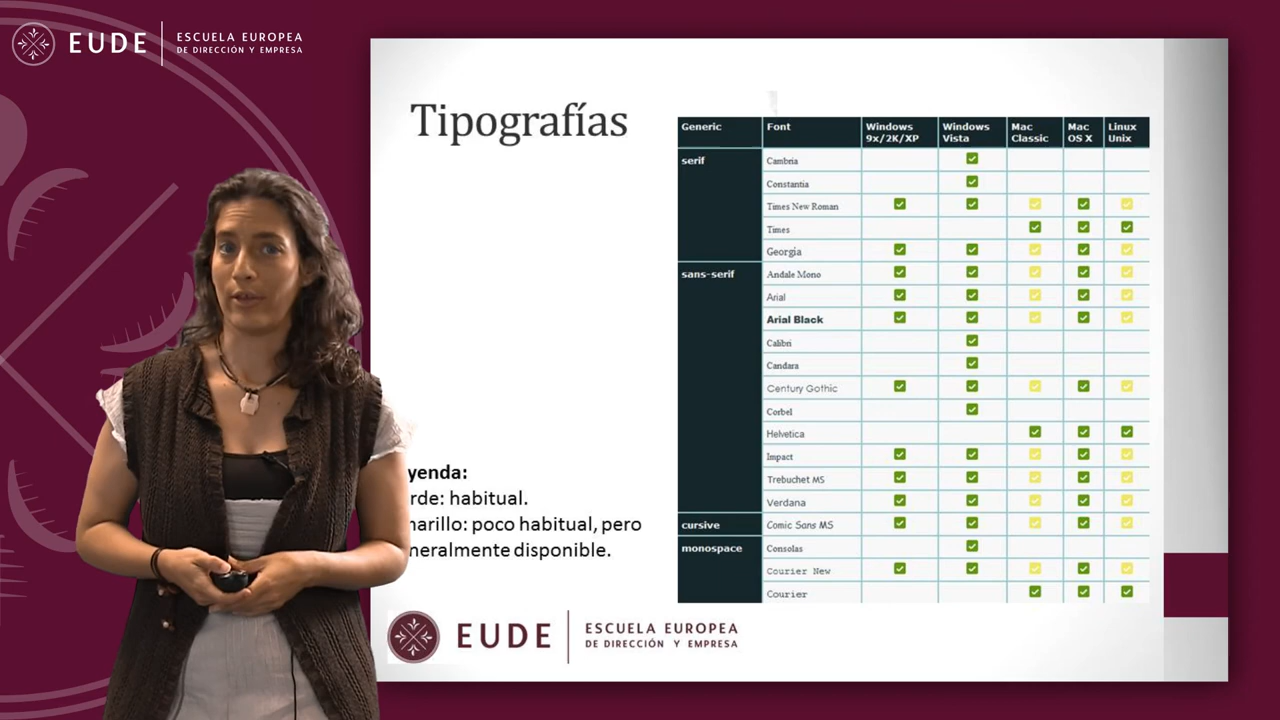 EUDE
ESCUELA EUROPEA
DE DIRECCIÓN Y EMPRESA
Tipografías
Generic Font Windows 9x/2K/XP Windows Vista Mac Classic Mac OS X Linux Unix
serif Cambria
Constantia
Times New Roman
Times
Georgia
sans-serif Andale Mono
Arial
Arial Black
Calibri
Candara
Century Gothic
Corbel
Helvetica
Impact
Trebuchet MS
Verdana
cursive Comic Sans MS
monospace Consolas
Courier New
Courier
yenda:
rde: habitual.
arillo: poco habitual, pero
neralmente disponible.
EUDE
ESCUELA EUROPEA
DE DIRECCIÓN Y EMPRESA